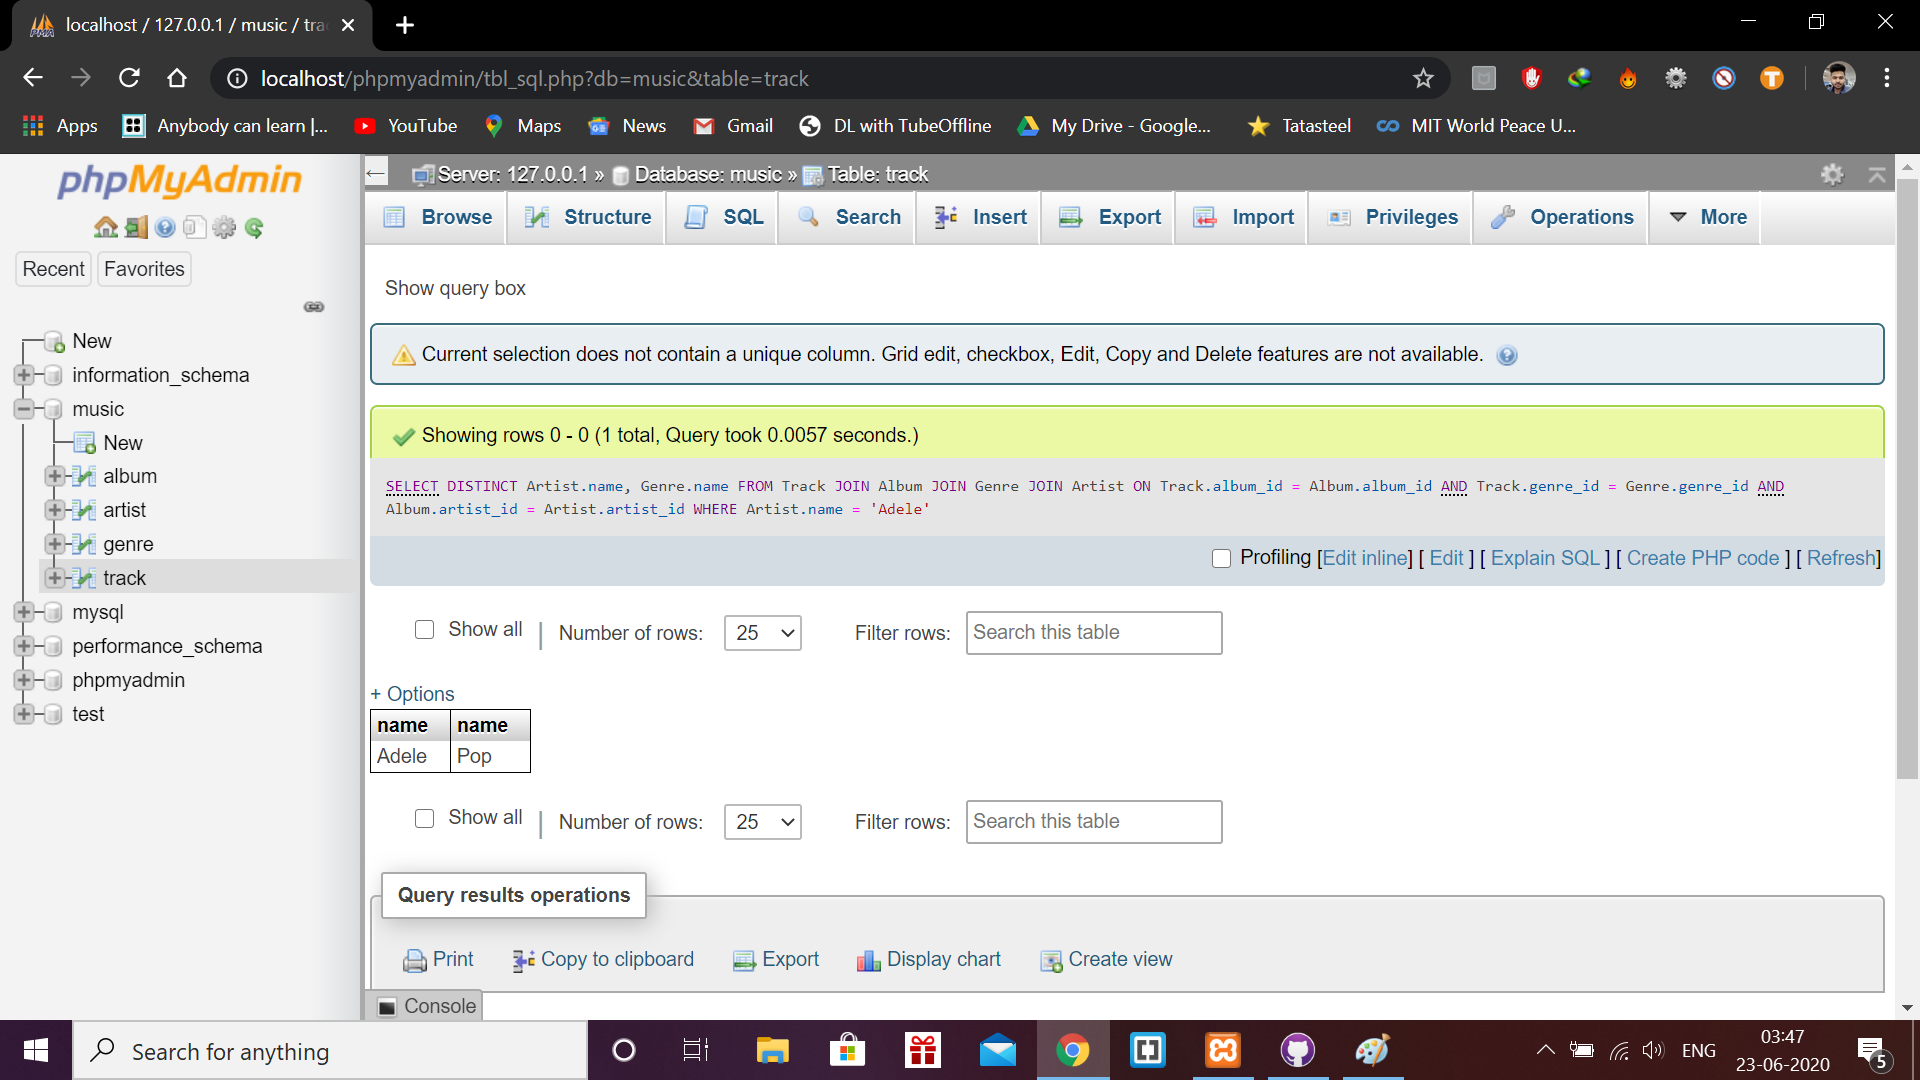 localhost / 127.0.0.1 / music / tra
localhost/phpmyadmin/tbl_sql.php?db=music&table=track
Apps
Anybody can learn |...
YouTube
Maps
News
Gmail
DL with TubeOffline
My Drive - Google...
Tatasteel
MIT World Peace U...
phpMyAdmin
Recent
Favorites
New
information_schema
music
New
album
artist
genre
track
mysql
performance_schema
phpmyadmin
test
Server: 127.0.0.1 » Database: music » Table: track
Browse
Structure
SQL
Search
Insert
Export
Import
Privileges
Operations
More
Show query box
Current selection does not contain a unique column. Grid edit, checkbox, Edit, Copy and Delete features are not available.
Showing rows 0 - 0 (1 total, Query took 0.0057 seconds.)
SELECT DISTINCT Artist.name, Genre.name FROM Track JOIN Album JOIN Genre JOIN Artist ON Track.album_id = Album.album_id AND Track.genre_id = Genre.genre_id AND
Album.artist_id = Artist.artist_id WHERE Artist.name = 'Adele'
Profiling [Edit inline] [ Edit ] [ Explain SQL ] [ Create PHP code ] [ Refresh]
Show all | Number of rows: 25 Filter rows: Search this table
+ Options
name name
Adele Pop
Show all | Number of rows: 25 Filter rows: Search this table
Query results operations
Print
Copy to clipboard
Export
Display chart
Create view
Console
Search for anything
ENG
03:47
23-06-2020
5